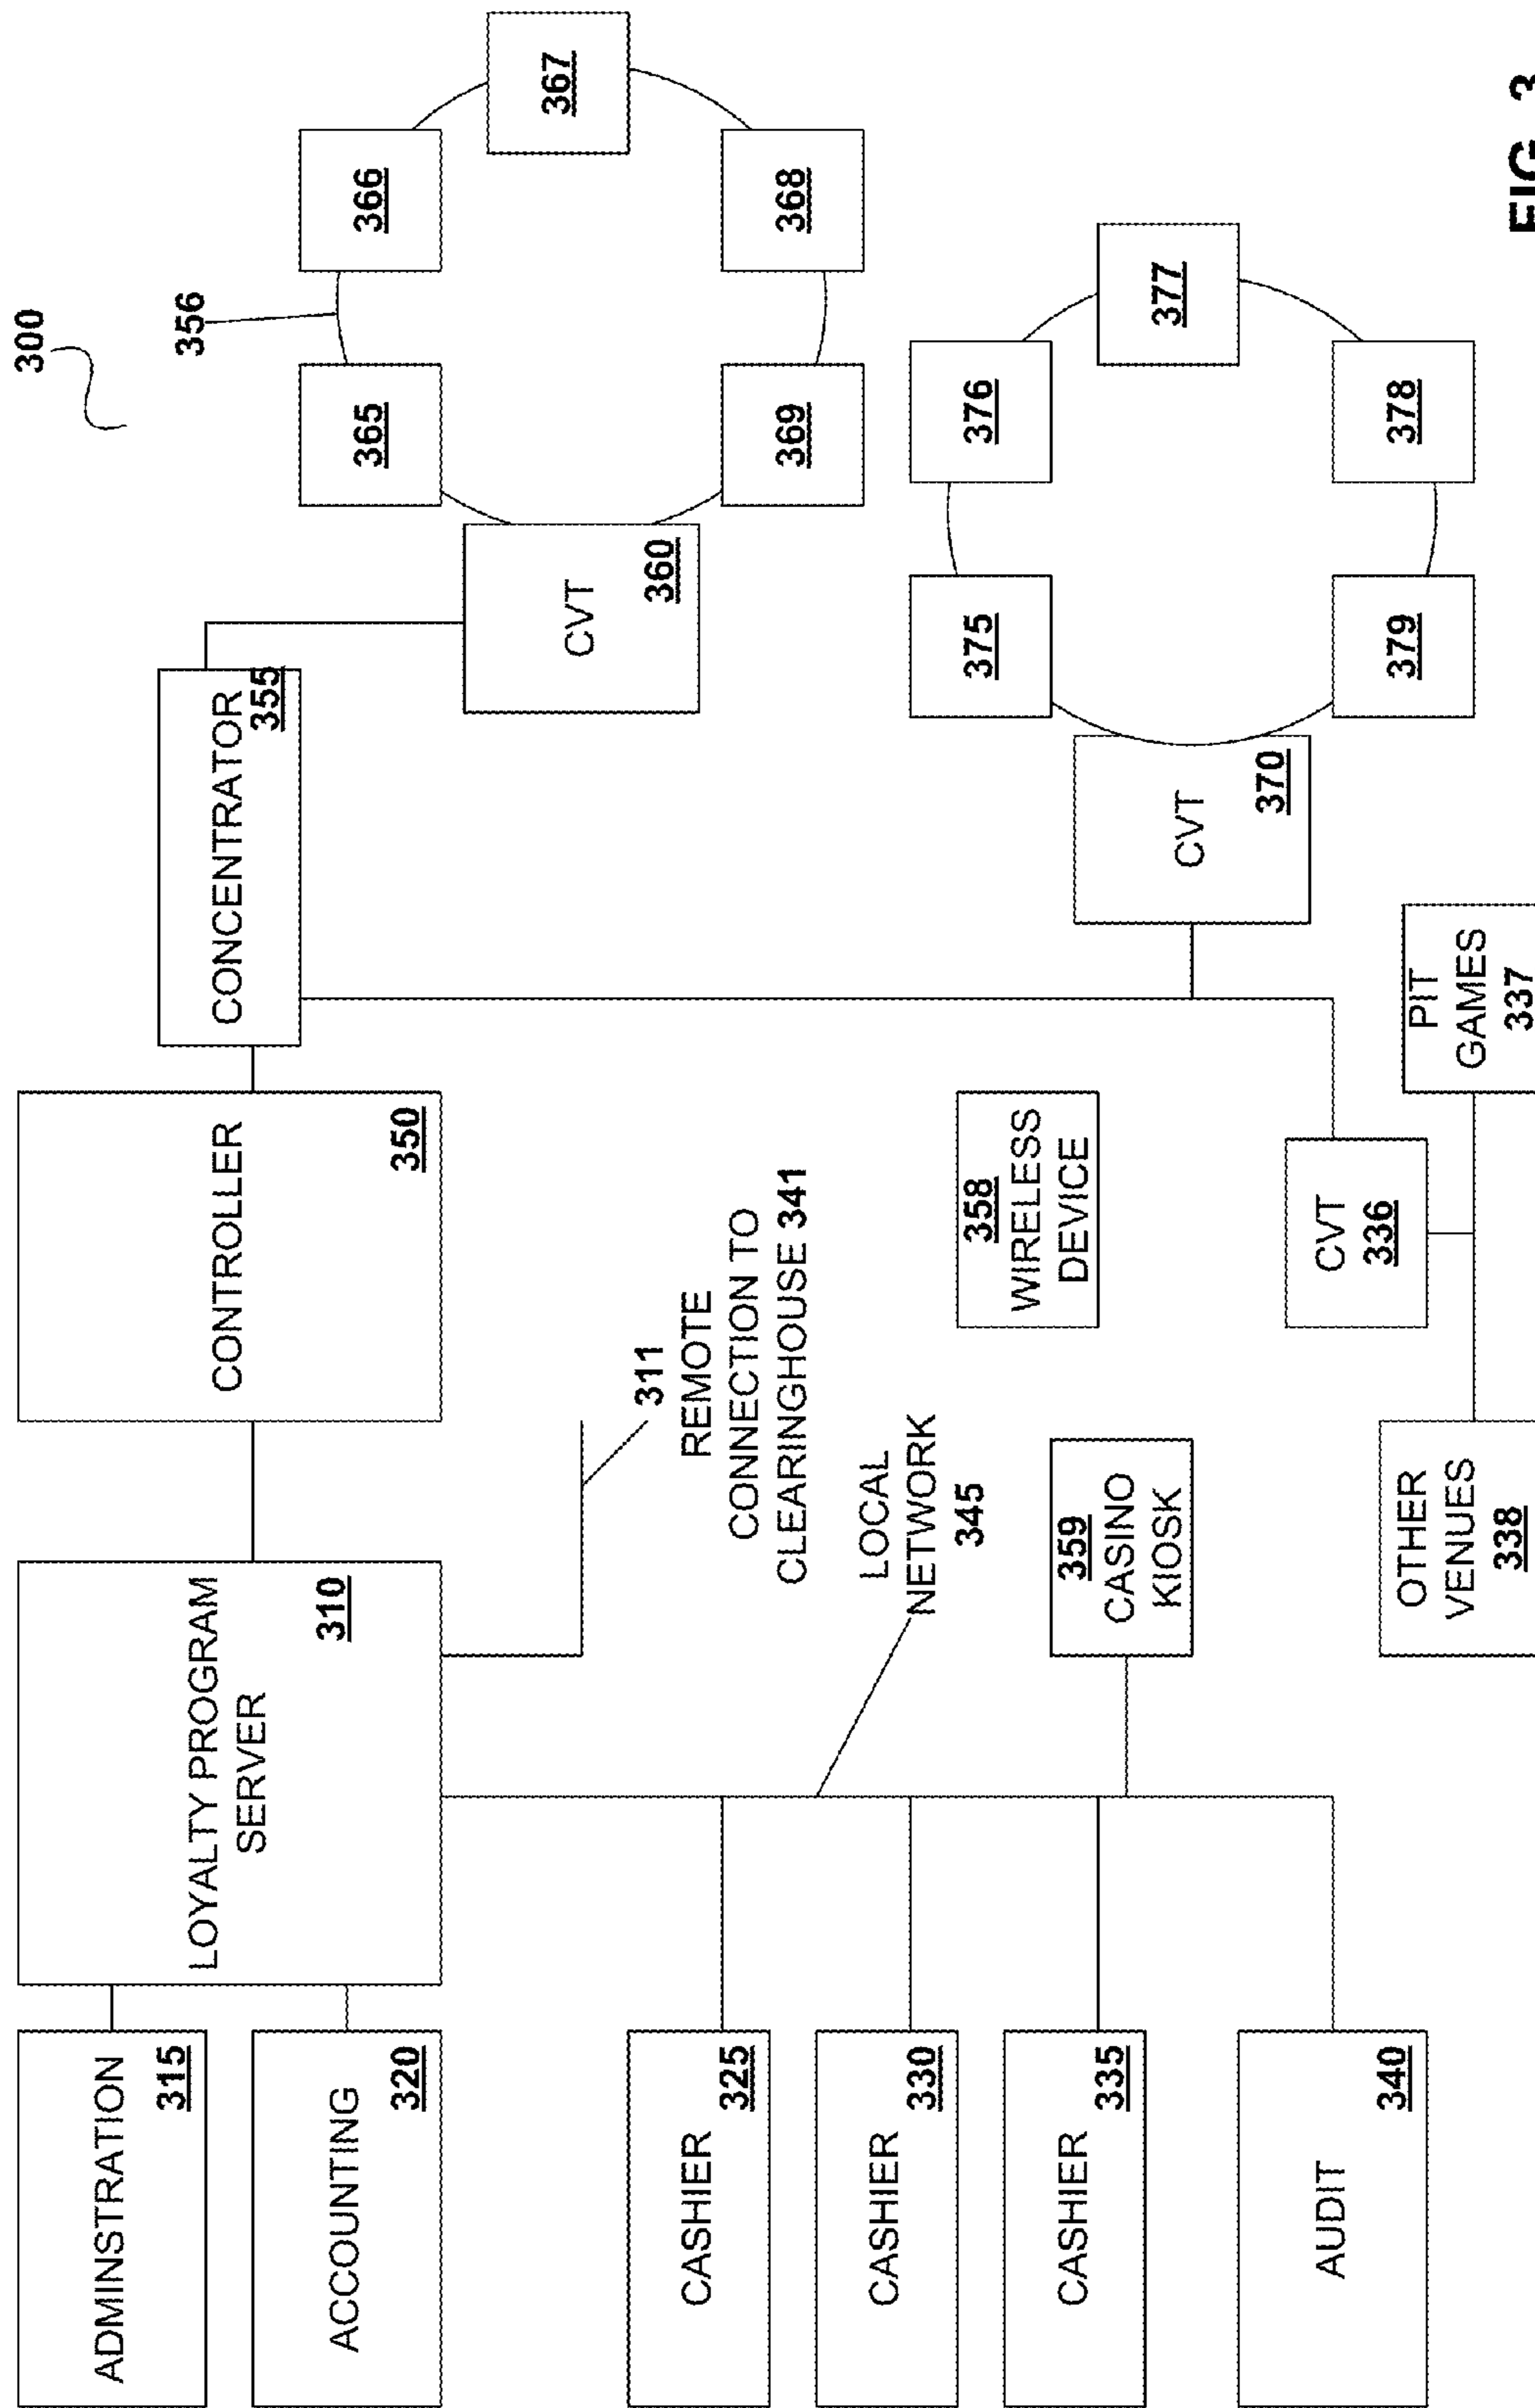 300
ADMINSTRATION
315
LOYALTY PROGRAM
SERVER
310
CONTROLLER
350
CONCENTRATOR
355
356
ACCOUNTING
320
365
366
367
368
369
CVT
360
311
REMOTE
CONNECTION TO
CLEARINGHOUSE 341
CASHIER
325
LOCAL
NETWORK
345
CASHIER
330
358
WIRELESS
DEVICE
375
376
377
378
379
CVT
370
CASHIER
335
359
CASINO
KIOSK
AUDIT
340
CVT
336
OTHER
VENUES
338
PIT
GAMES
337
FIG 3